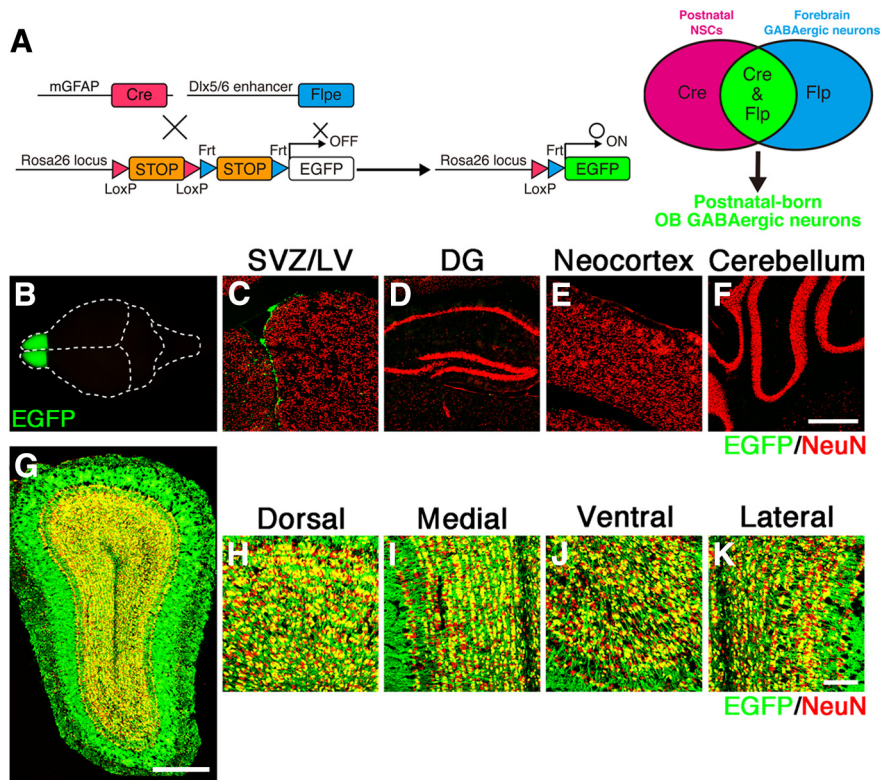 A
mGFAP
Cre
Dlx5/6 enhancer
Flpe
Rosa26 locus
LoxP
STOP
LoxP
Frt
STOP
Frt
OFF
EGFP
Rosa26 locus
LoxP
Frt
ON
EGFP
Postnatal
NSCs
Forebrain
GABAergic neurons
Cre
Cre
&
Flp
Flp
Postnatal-born
OB GABAergic neurons
B
EGFP
SVZ/LV
C
DG
D
Neocortex
E
Cerebellum
F
EGFP/NeuN
G
Dorsal
H
Medial
I
Ventral
J
Lateral
K
EGFP/NeuN